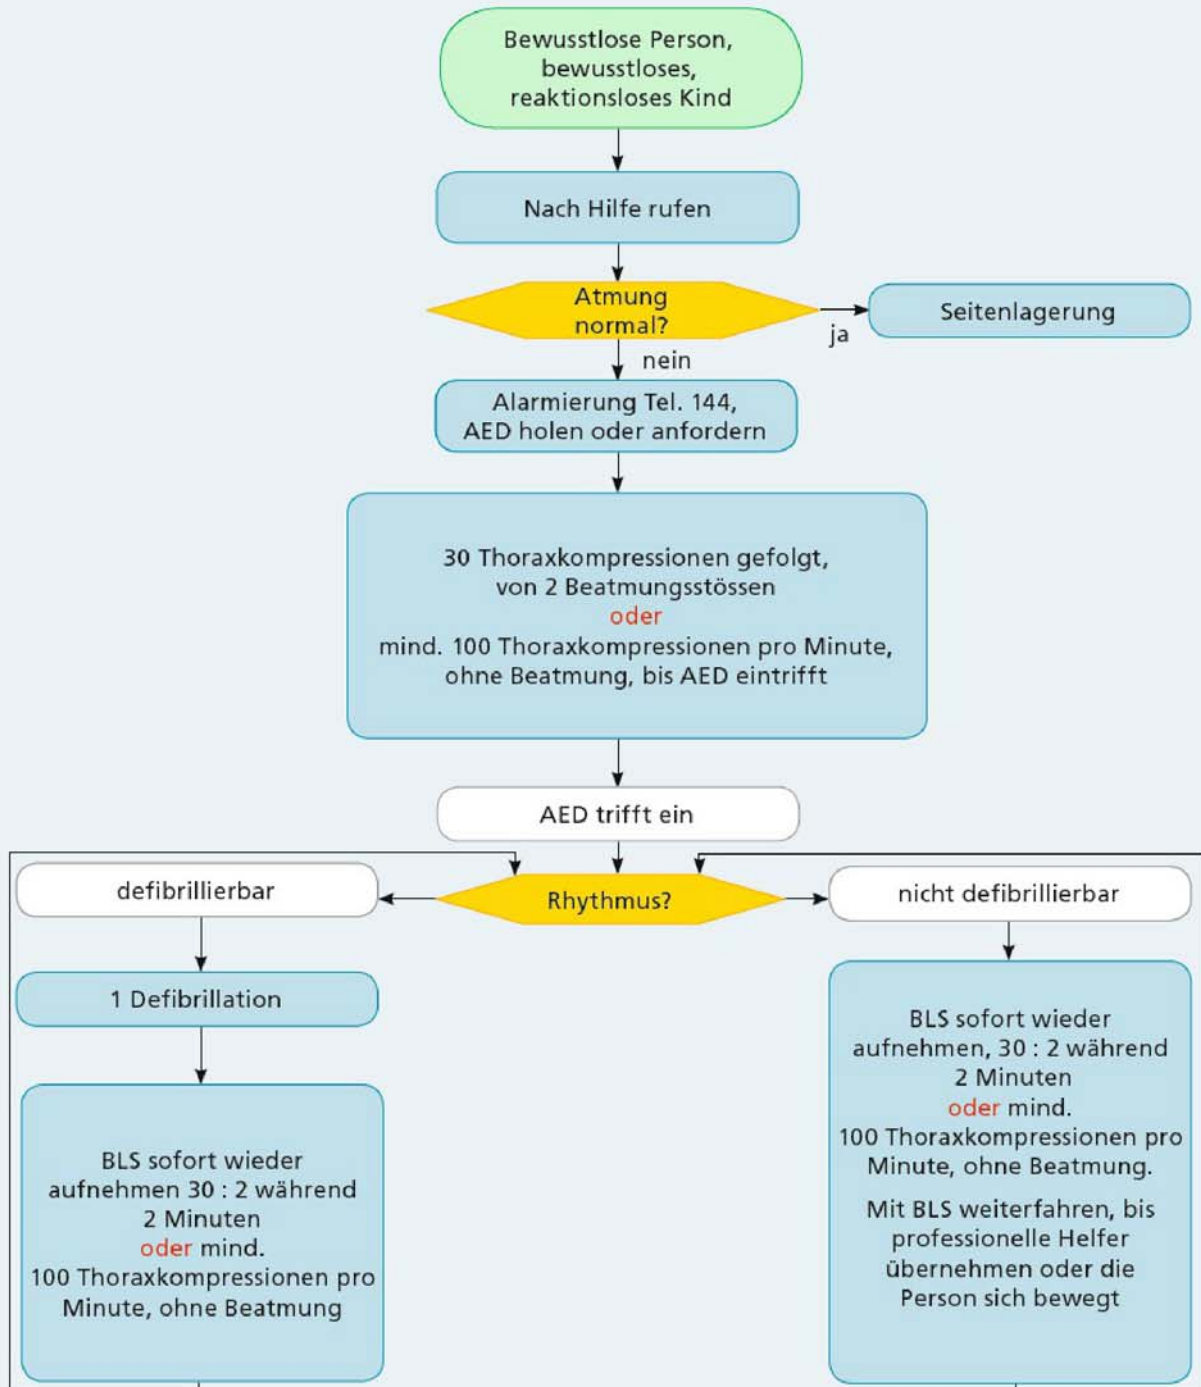 Bewusstlose Person,
bewusstloses,
reaktionsloses Kind
Nach Hilfe rufen
Atmung
normal?
ja
Seitenlagerung
nein
Alarmierung Tel. 144,
AED holen oder anfordern
30 Thoraxkompressionen gefolgt,
von 2 Beatmungsstössen
oder
mind. 100 Thoraxkompressionen pro Minute,
ohne Beatmung, bis AED eintrifft
AED trifft ein
Rhythmus?
defibrillierbar
1 Defibrillation
BLS sofort wieder
aufnehmen 30 : 2 während
2 Minuten
oder mind.
100 Thoraxkompressionen pro
Minute, ohne Beatmung
nicht defibrillierbar
BLS sofort wieder
aufnehmen, 30 : 2 während
2 Minuten
oder mind.
100 Thoraxkompressionen pro
Minute, ohne Beatmung.
Mit BLS weiterfahren, bis
professionelle Helfer
übernehmen oder die
Person sich bewegt